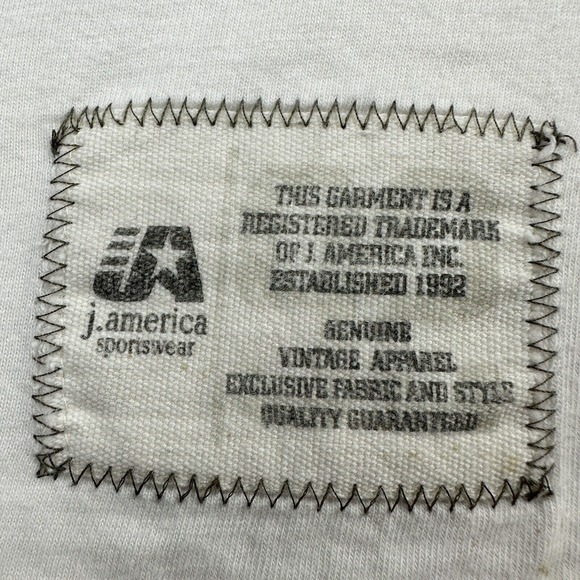 JA
j.america
sportswear
THIS GARMENT IS A
REGISTERED TRADEMARK
OF J. AMERICA INC.
ESTABLISHED 1992
GENUINE
VINTAGE APPAREL
EXCLUSIVE FABRIC AND STYLE
QUALITY GUARANTEED